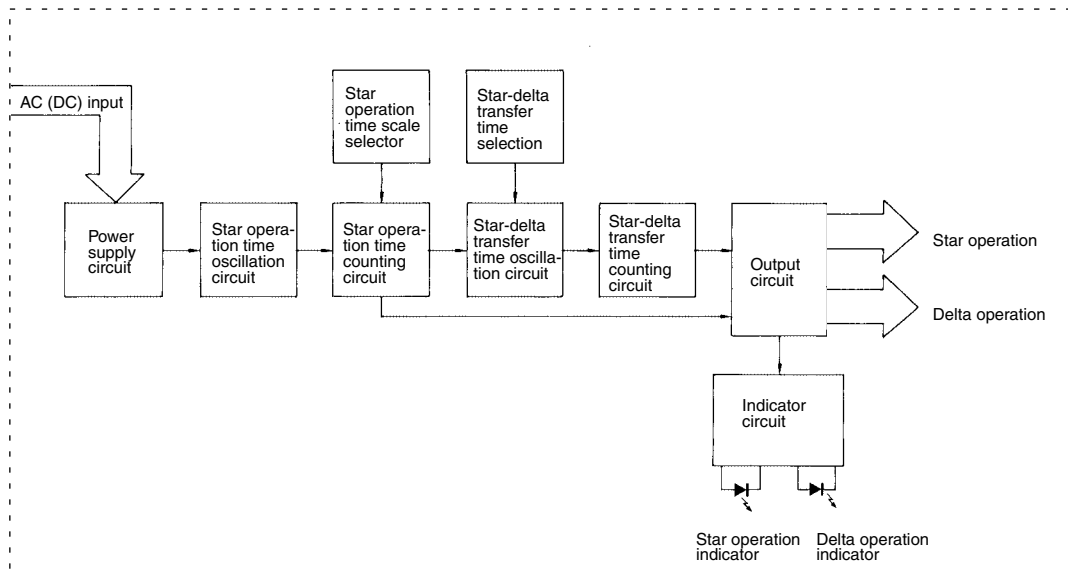 AC (DC) input
Star
operation
time scale
selector
Star-delta
transfer
time
selection
Power
supply
circuit
Star opera-
tion time
oscillation
circuit
Star opera-
tion time
counting
circuit
Star-delta
transfer
time oscilla-
tion circuit
Star-delta
transfer
time
counting
circuit
Output
circuit
Star operation
Delta operation
Indicator
circuit
Star operation
indicator
Delta operation
indicator